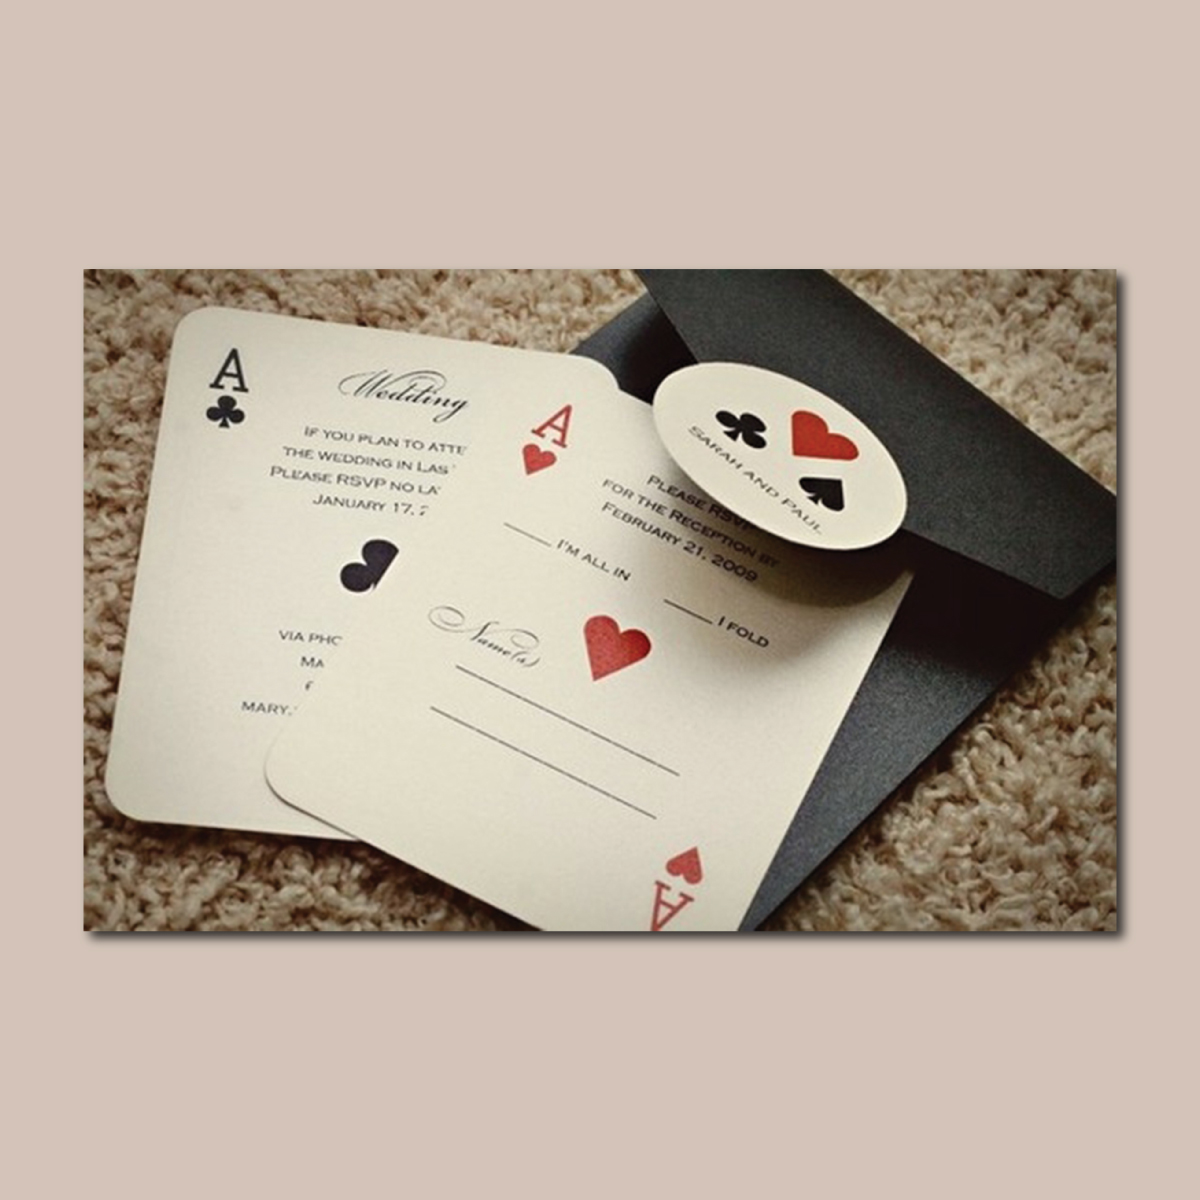 A
Wedding
IF YOU PLAN TO ATTE
THE WEDDING IN LAS
PLEASE RSVP NO LA
JANUARY 17,
VIA PHO
MA
MARY.
A
PLEASE RSVP
FOR THE RECEPTION BY
FEBRUARY 21, 2009
I'M ALL IN
I FOLD
Name(s)
A
SARAH AND PAUL